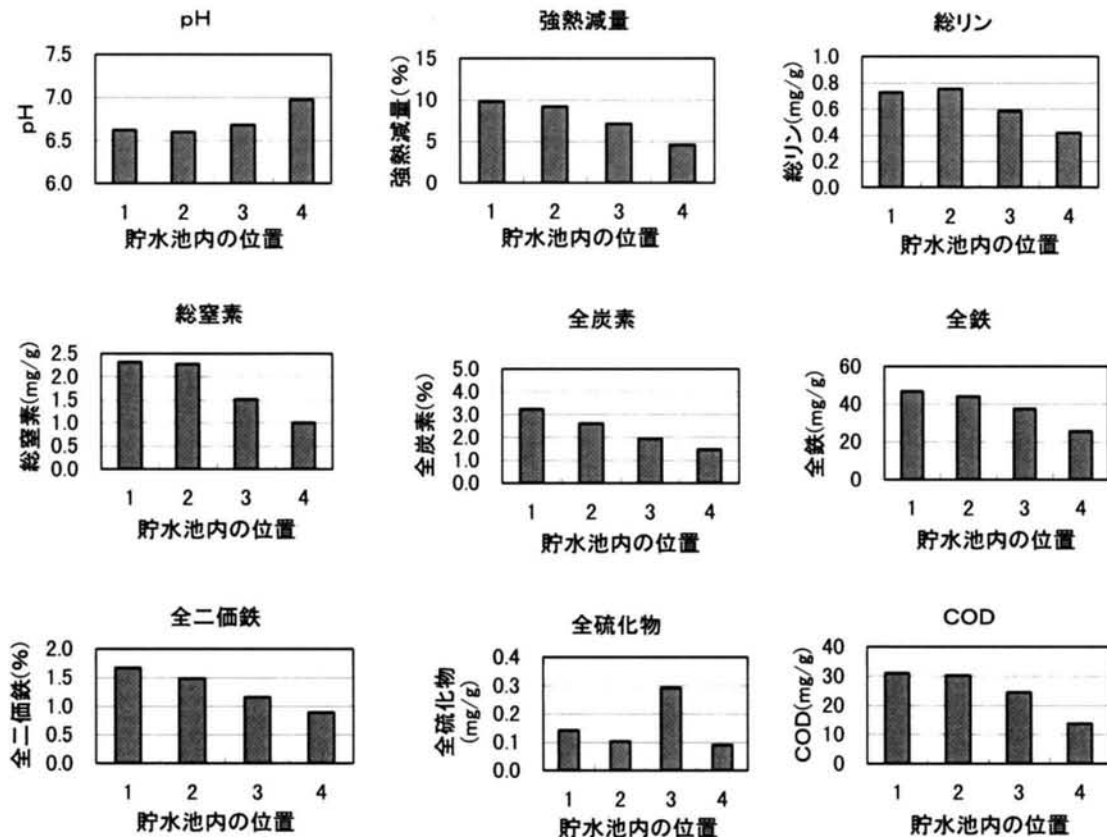 pH
pH
7.5
7.0
6.5
6.0
1 2 3 4
貯水池内の位置
強熱減量
強熱減量(%)
15
10
5
0
1 2 3 4
貯水池内の位置
総リン
総リン(mg/g)
1.0
0.8
0.6
0.4
0.2
0.0
1 2 3 4
貯水池内の位置
総窒素
総窒素(mg/g)
2.5
2.0
1.5
1.0
0.5
0.0
1 2 3 4
貯水池内の位置
全炭素
全炭素(%)
5.0
4.0
3.0
2.0
1.0
0.0
1 2 3 4
貯水池内の位置
全鉄
全鉄(mg/g)
60
40
20
0
1 2 3 4
貯水池内の位置
全二価鉄
全二価鉄(%)
2.0
1.5
1.0
0.5
0.0
1 2 3 4
貯水池内の位置
全硫化物
全硫化物
(mg/g)
0.4
0.3
0.2
0.1
0.0
1 2 3 4
貯水池内の位置
COD
COD(mg/g)
40
30
20
10
0
1 2 3 4
貯水池内の位置